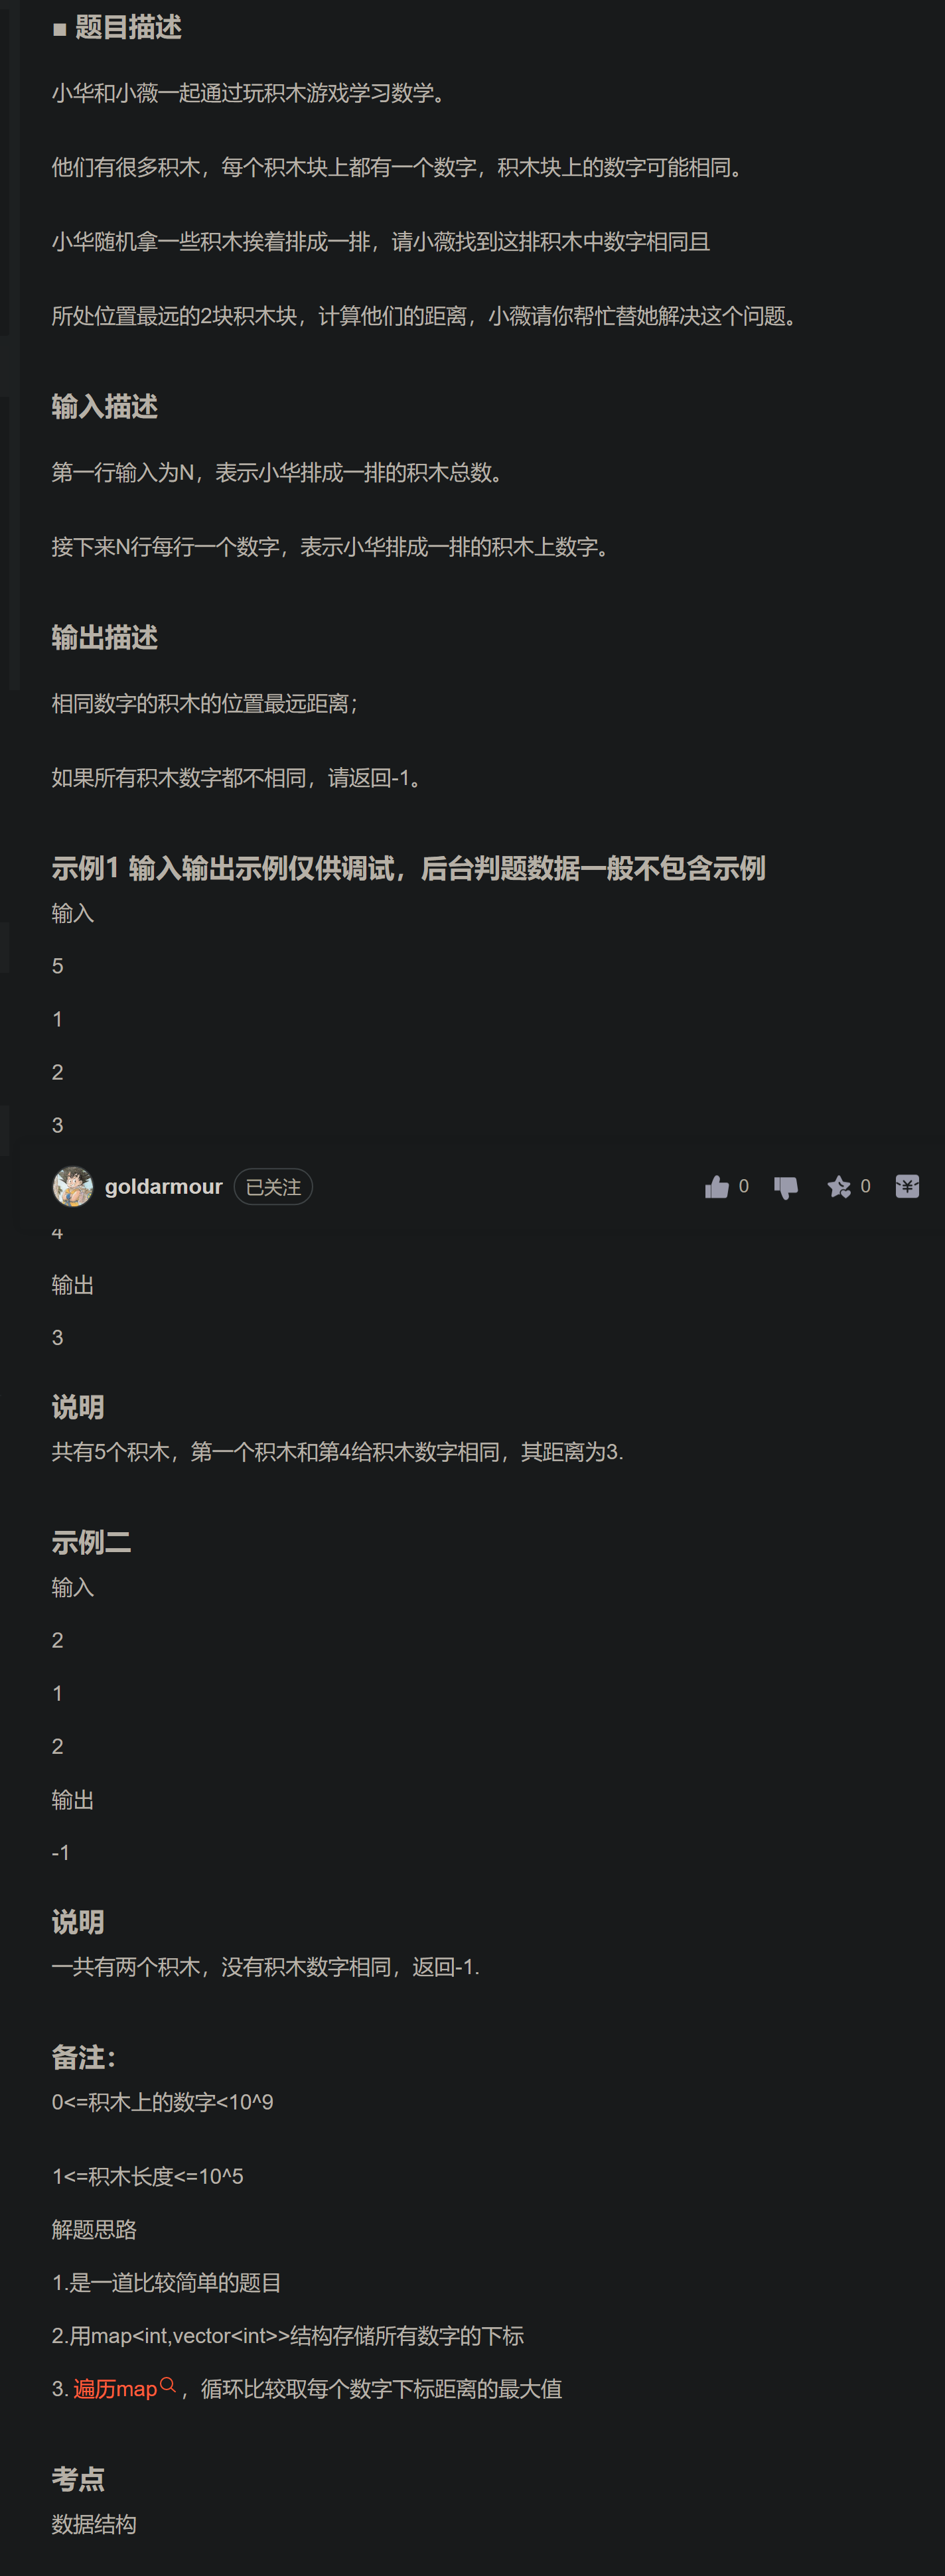 ■ 题目描述
小华和小薇一起通过玩积木游戏学习数学。
他们有很多积木，每个积木块上都有一个数字，积木块上的数字可能相同。
小华随机拿一些积木挨着排成一排，请小薇找到这排积木中数字相同且
所处位置最远的2块积木块，计算他们的距离，小薇请你帮忙替她解决这个问题。
输入描述
第一行输入为N，表示小华排成一排的积木总数。
接下来N行每行一个数字，表示小华排成一排的积木上数字。
输出描述
相同数字的积木的位置最远距离；
如果所有积木数字都不相同，请返回-1。
示例1 输入输出示例仅供调试，后台判题数据一般不包含示例
输入
5
1
2
3
goldarmour 已关注 0 0
4
输出
3
说明
共有5个积木，第一个积木和第4给积木数字相同，其距离为3.
示例二
输入
2
1
2
输出
-1
说明
一共有两个积木，没有积木数字相同，返回-1.
备注：
0<=积木上的数字<10^9
1<=积木长度<=10^5
解题思路
1.是一道比较简单的题目
2.用map<int,vector<int>>结构存储所有数字的下标
3. 遍历map，循环比较取每个数字下标距离的最大值
考点
数据结构